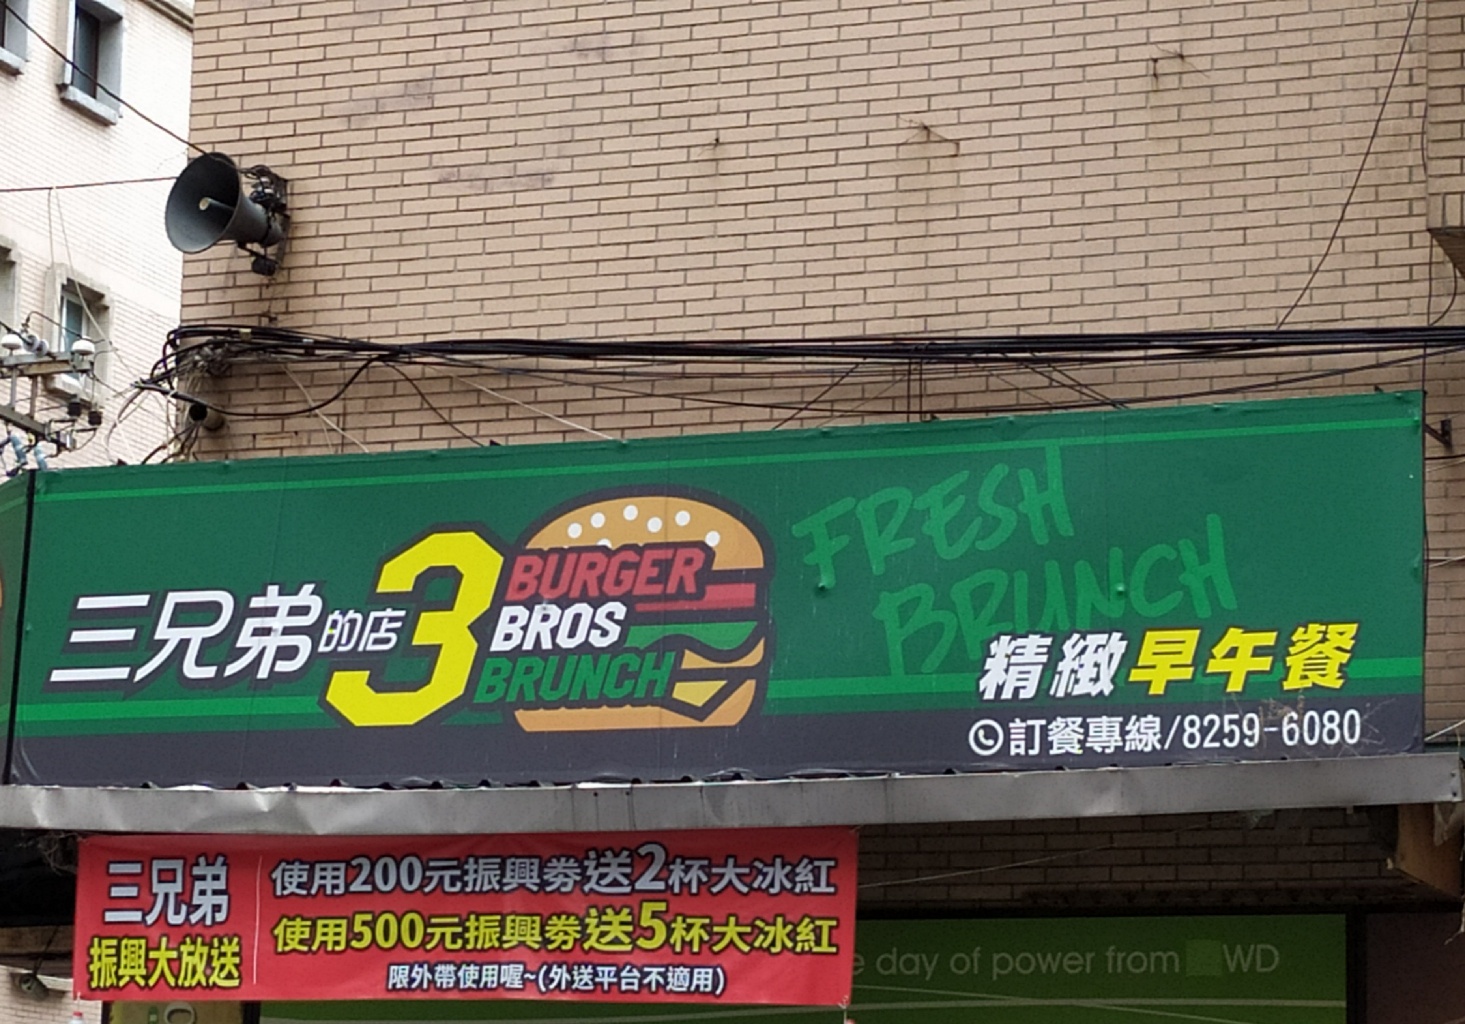 三兄弟的店
3
BURGER
BROS
BRUNCH
FRESH
BRUNCH
精緻早午餐
訂餐專線/8259-6080
三兄弟
振興大放送
使用200元振興劵送2杯大冰紅
使用500元振興劵送5杯大冰紅
限外帶使用喔~(外送平台不適用)
e day of power from WD